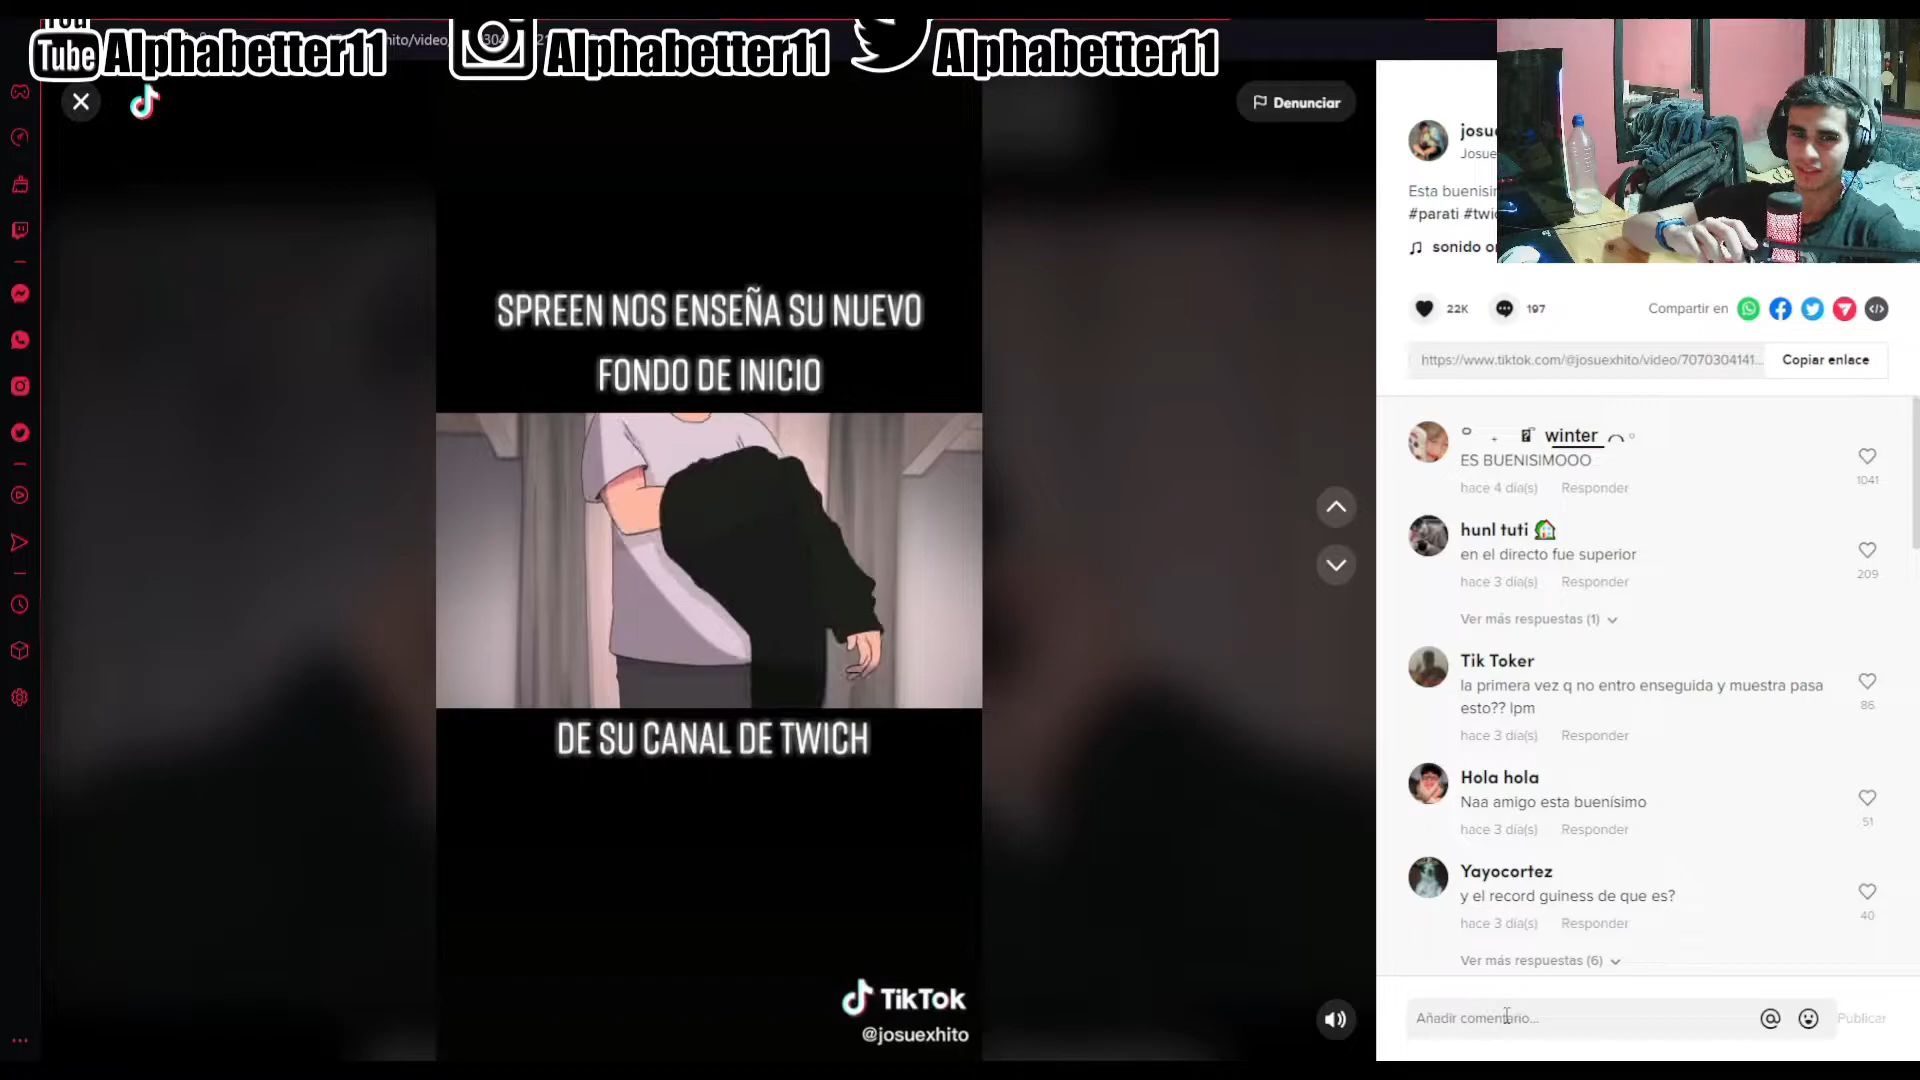 You
Tube Alphabetter11
Alphabetter11
Alphabetter11
hito/video
Denunciar
josu
Josue
Esta buenisi
#parati #twi
sonido o
22K
197
Compartir en
https://www.tiktok.com/@josuexhito/video/7070304141...
Copiar enlace
SPREEN NOS ENSEÑA SU NUEVO
FONDO DE INICIO
DE SU CANAL DE TWICH
TikTok
@josuexhito
winter
ES BUENISIMOOO
hace 4 día(s)
Responder
1041
hunl tuti
en el directo fue superior
hace 3 día(s)
Responder
209
Ver más respuestas (1)
Tik Toker
la primera vez q no entro enseguida y muestra pasa
esto?? lpm
hace 3 día(s)
Responder
86
Hola hola
Naa amigo esta buenísimo
hace 3 día(s)
Responder
51
Yayocortez
y el record guiness de que es?
hace 3 día(s)
Responder
40
Ver más respuestas (6)
Añadir comentario...
Publicar